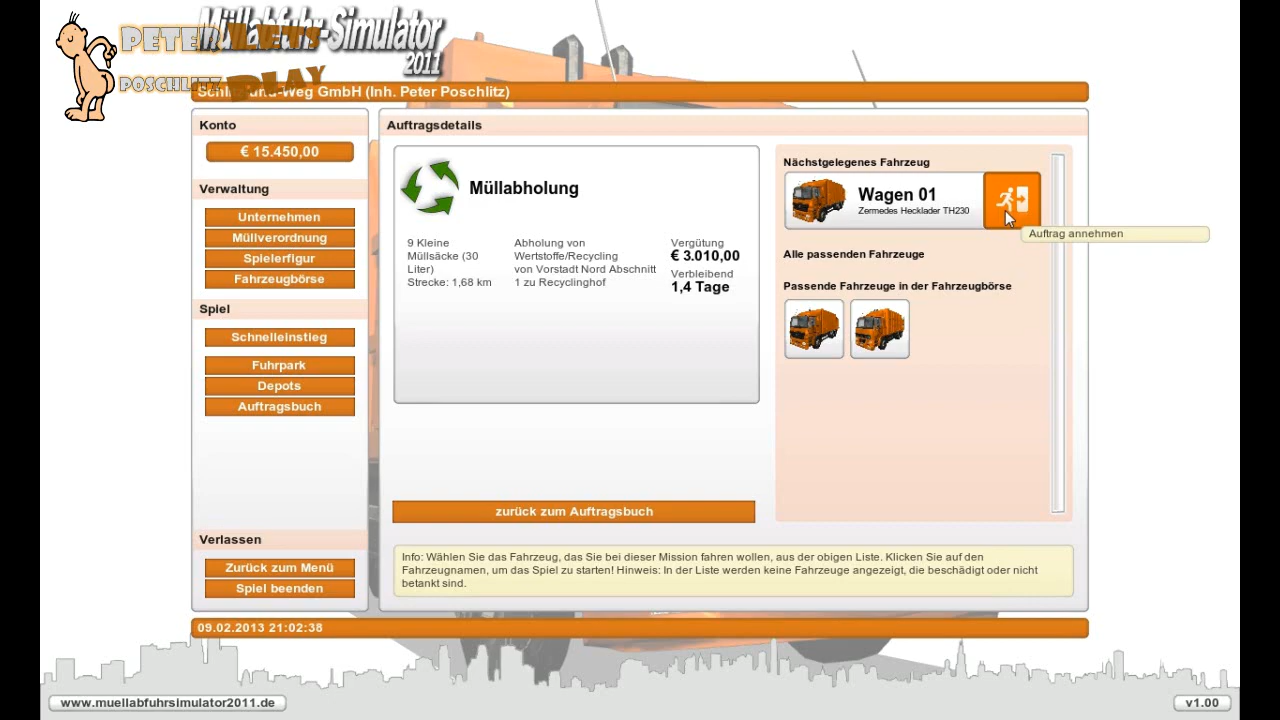 PETER LETS
POSCHLITZ PLAY
Müllabfuhr-Simulator
2011
Schlitz-und-Weg GmbH (Inh. Peter Poschlitz)
Konto
€ 15.450,00
Verwaltung
Unternehmen
Müllverordnung
Spielerfigur
Fahrzeugbörse
Spiel
Schnelleinstieg
Fuhrpark
Depots
Auftragsbuch
Verlassen
Zurück zum Menü
Spiel beenden
Auftragsdetails
Müllabholung
9 Kleine
Müllsäcke (30
Liter)
Strecke: 1,68 km
Abholung von
Wertstoffe/Recycling
von Vorstadt Nord Abschnitt
1 zu Recyclinghof
Vergütung
€ 3.010,00
Verbleibend
1,4 Tage
zurück zum Auftragsbuch
Nächstgelegenes Fahrzeug
Wagen 01
Zermedes Hecklader TH230
Auftrag annehmen
Alle passenden Fahrzeuge
Passende Fahrzeuge in der Fahrzeugbörse
Info: Wählen Sie das Fahrzeug, das Sie bei dieser Mission fahren wollen, aus der obigen Liste. Klicken Sie auf den
Fahrzeugnamen, um das Spiel zu starten! Hinweis: In der Liste werden keine Fahrzeuge angezeigt, die beschädigt oder nicht
betankt sind.
09.02.2013 21:02:38
www.muellabfuhrsimulator2011.de
v1.00